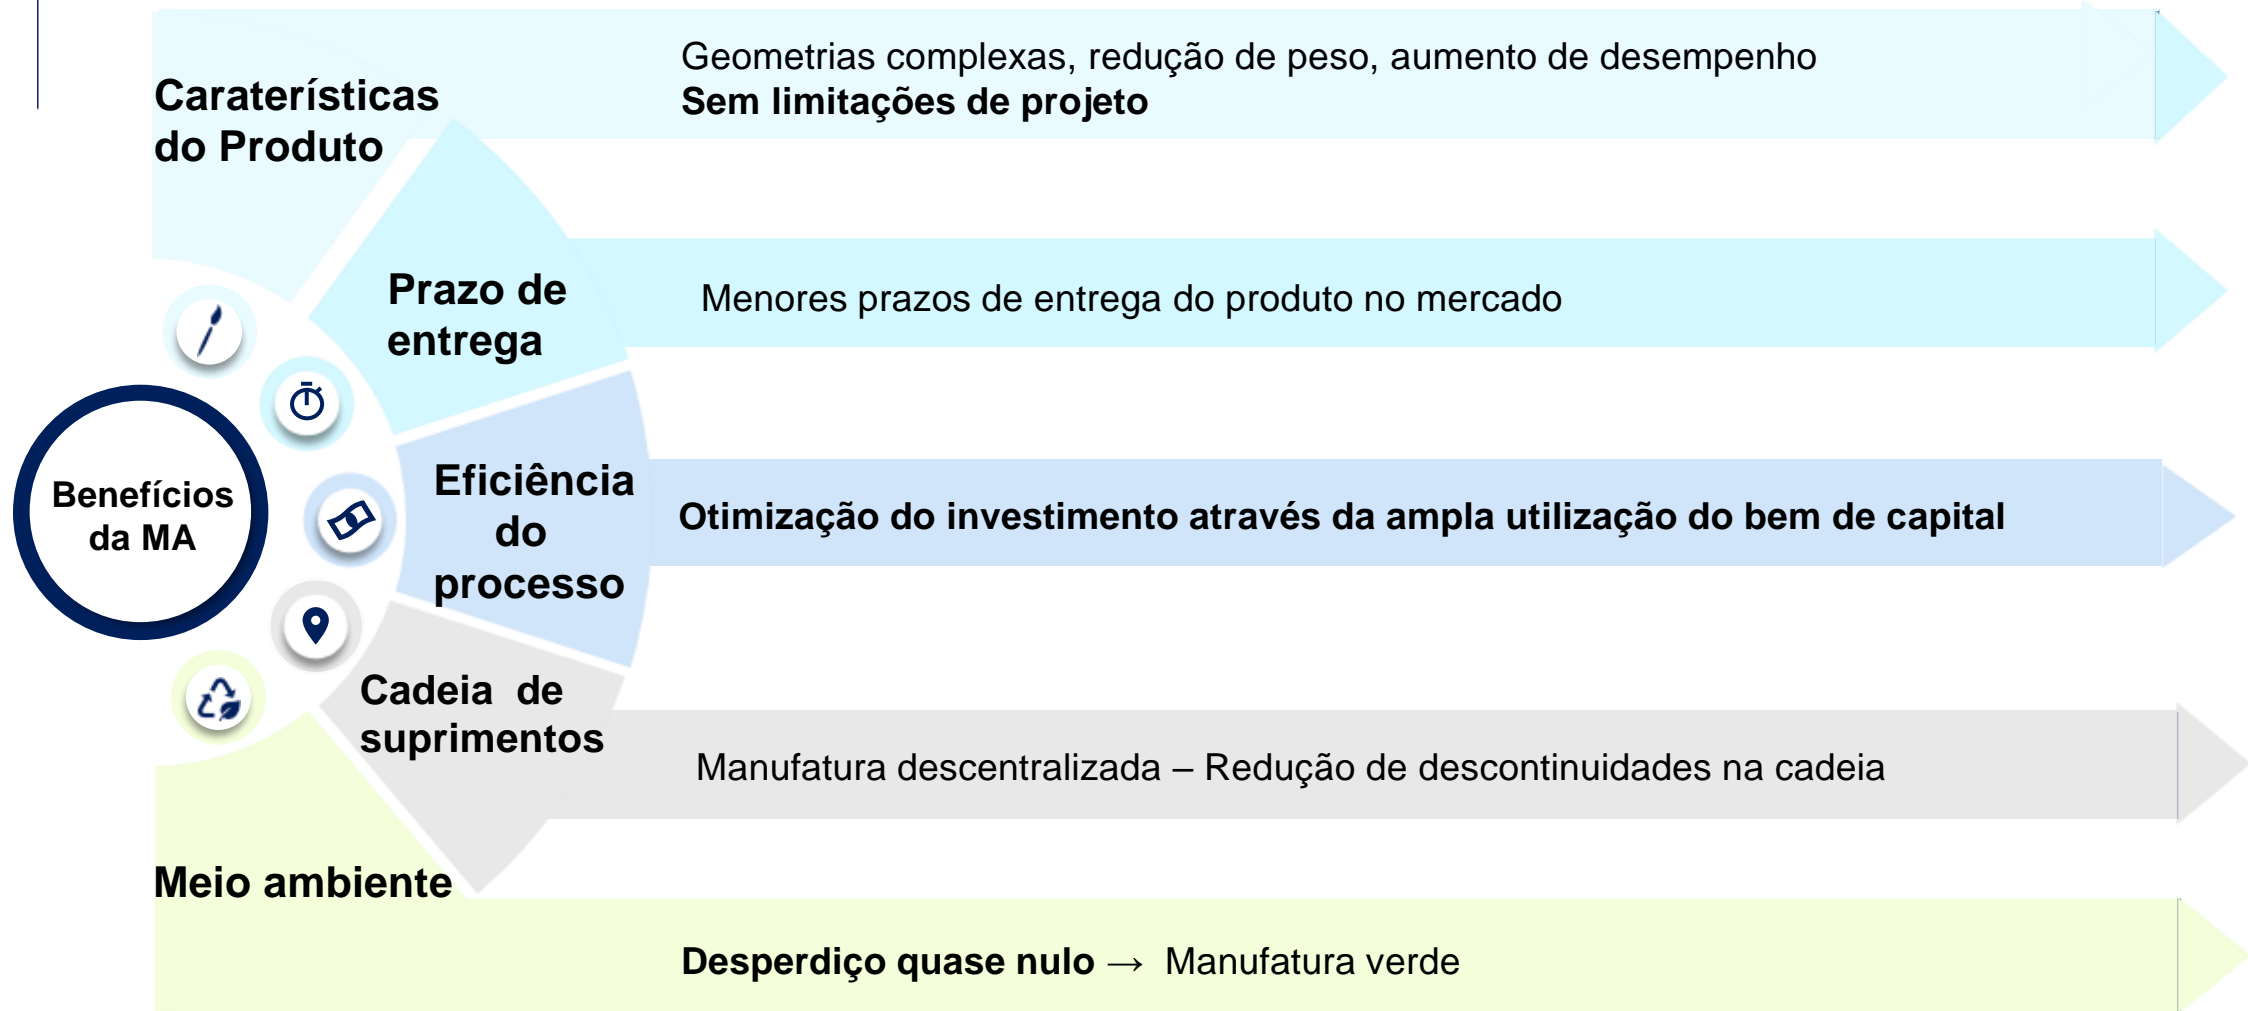 Caraterísticas
do Produto
Geometrias complexas, redução de peso, aumento de desempenho
Sem limitações de projeto
Prazo de
entrega
Menores prazos de entrega do produto no mercado
Benefícios
da MA
Eficiência
do
processo
Otimização do investimento através da ampla utilização do bem de capital
Cadeia de
suprimentos
Manufatura descentralizada – Redução de descontinuidades na cadeia
Meio ambiente
Desperdiço quase nulo → Manufatura verde